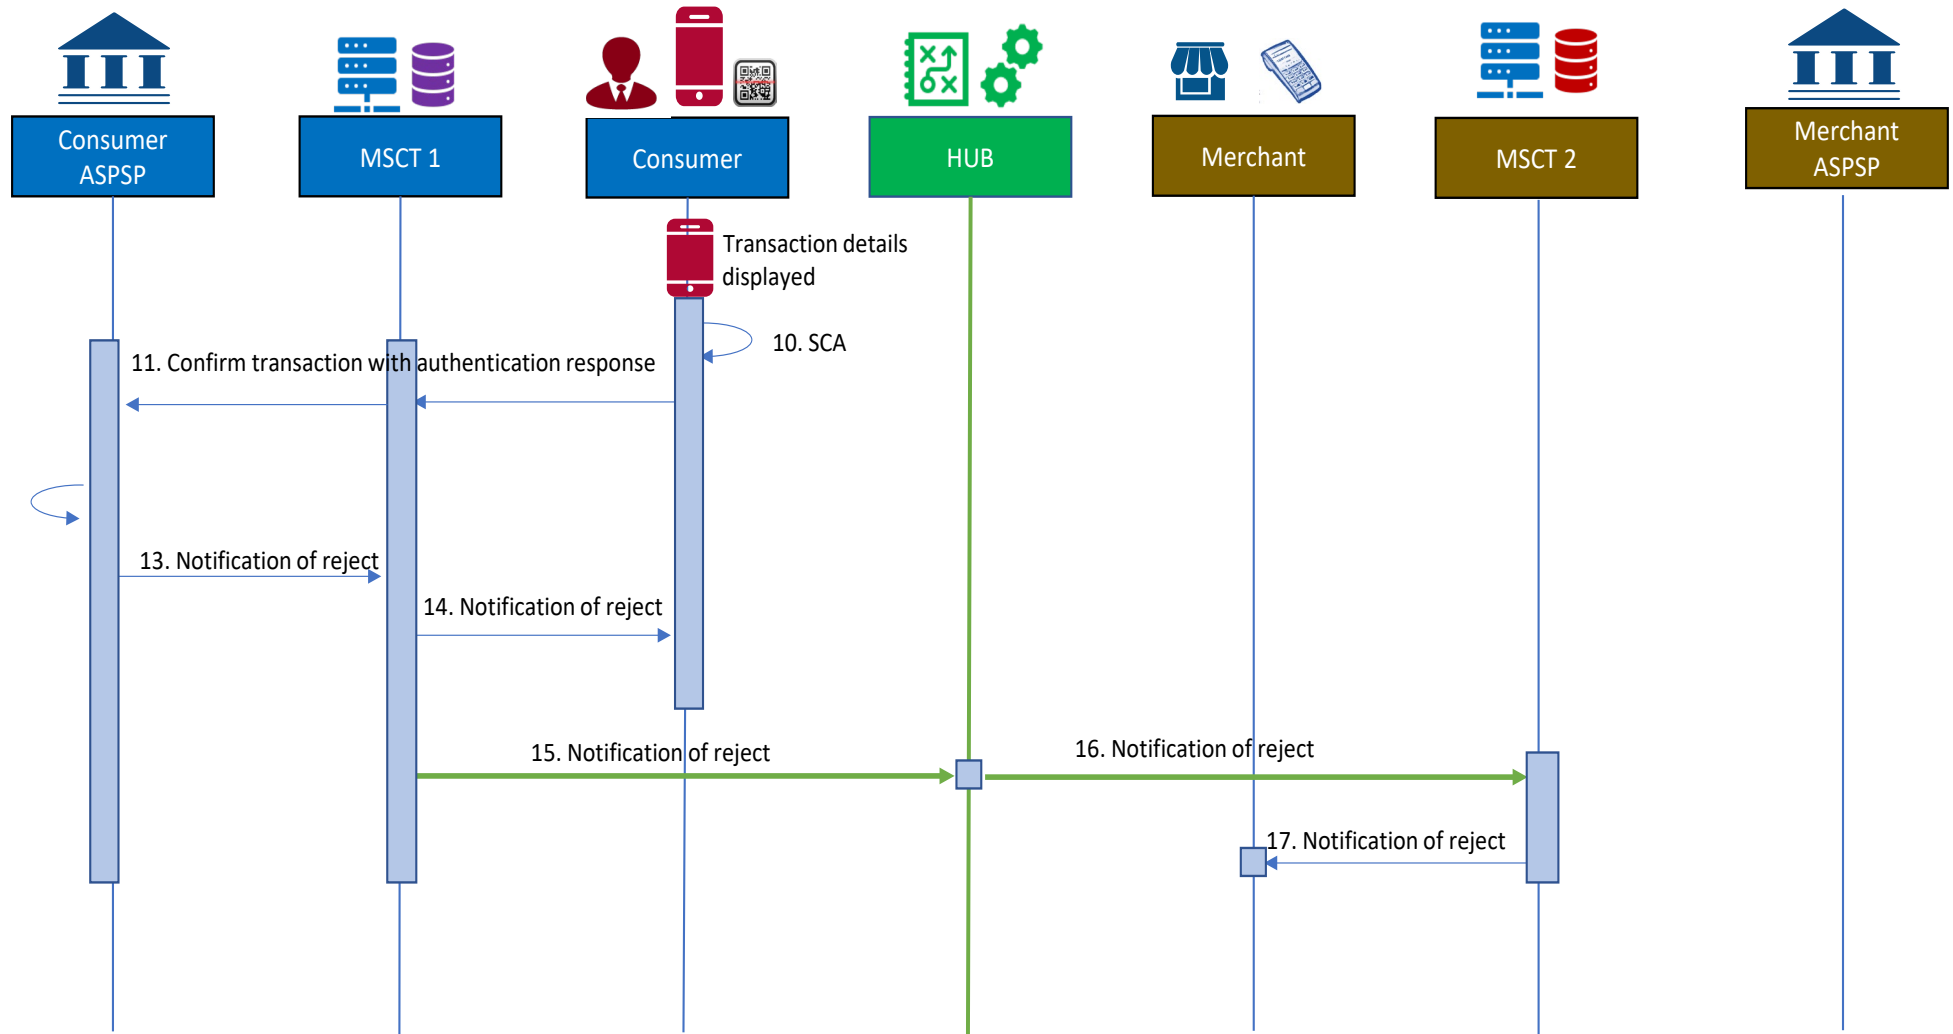 Consumer
ASPSP
MSCT 1
Consumer
HUB
Merchant
MSCT 2
Merchant
ASPSP
Transaction details
displayed
10. SCA
11. Confirm transaction with authentication response
13. Notification of reject
14. Notification of reject
15. Notification of reject
16. Notification of reject
17. Notification of reject